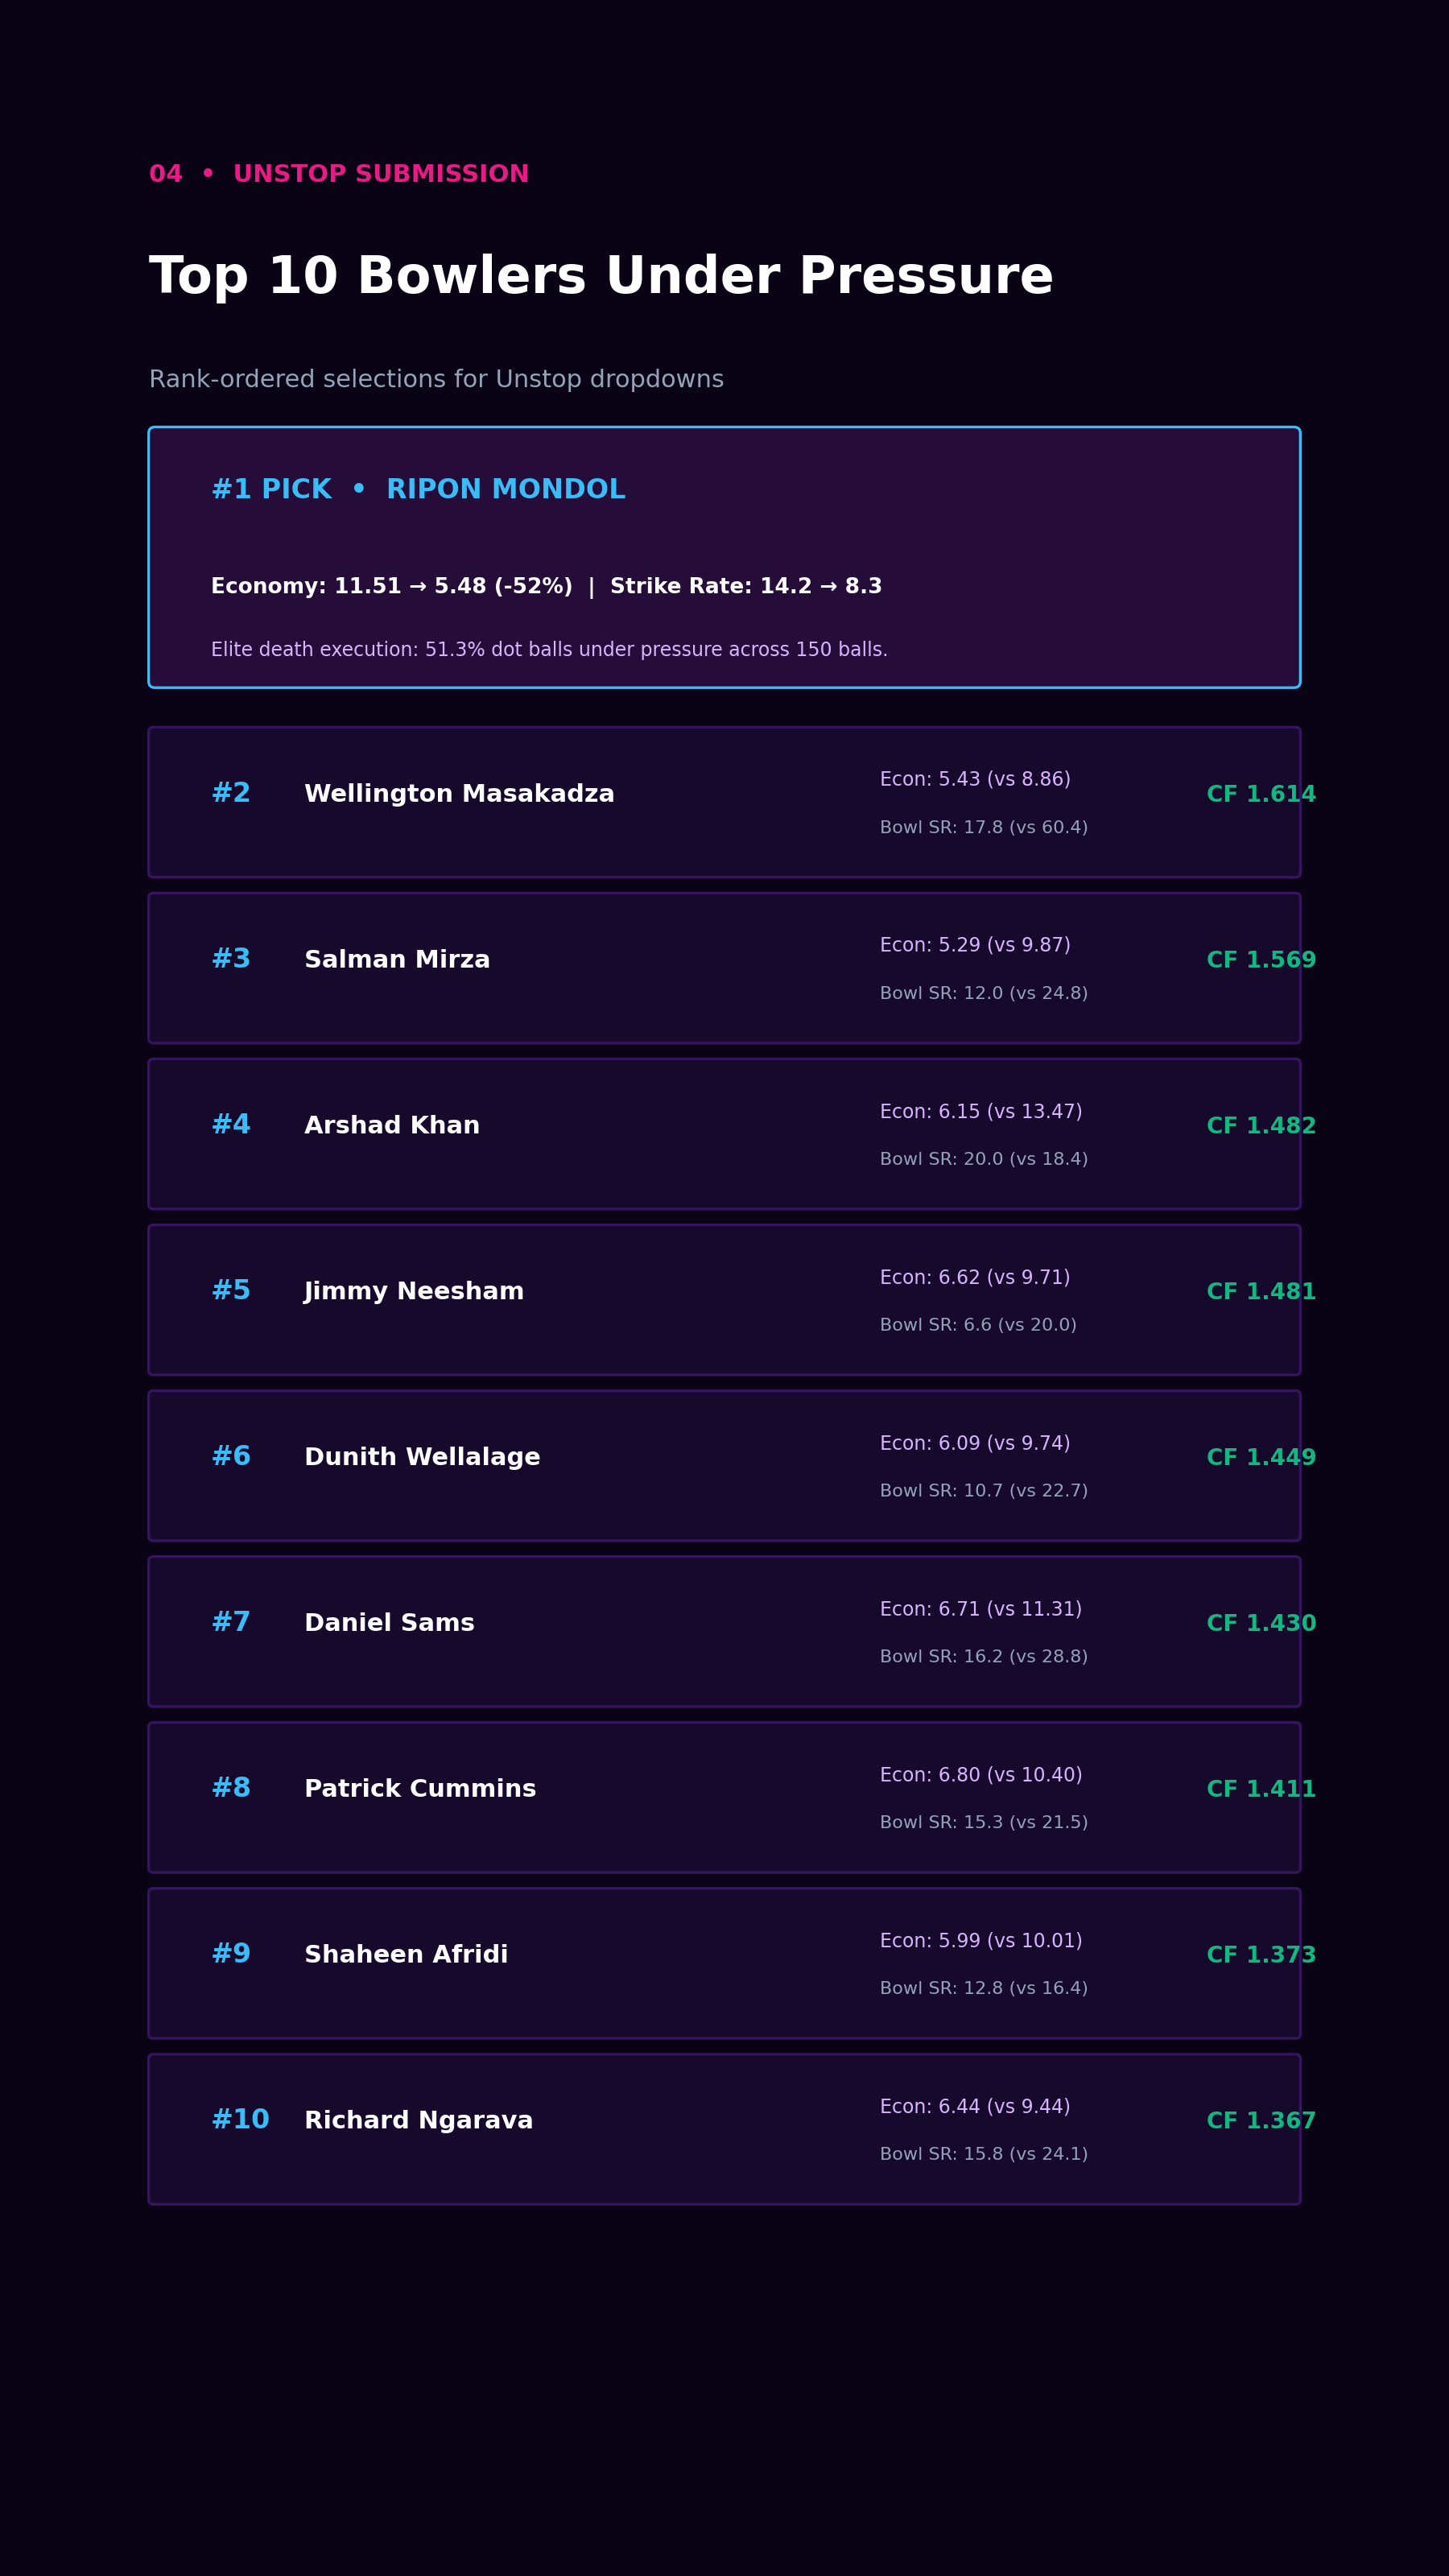 04 • UNSTOP SUBMISSION
Top 10 Bowlers Under Pressure
Rank-ordered selections for Unstop dropdowns
#1 PICK • RIPON MONDOL
Economy: 11.51 → 5.48 (-52%) | Strike Rate: 14.2 → 8.3
Elite death execution: 51.3% dot balls under pressure across 150 balls.
#2 Wellington Masakadza
Econ: 5.43 (vs 8.86)
Bowl SR: 17.8 (vs 60.4)
CF 1.614
#3 Salman Mirza
Econ: 5.29 (vs 9.87)
Bowl SR: 12.0 (vs 24.8)
CF 1.569
#4 Arshad Khan
Econ: 6.15 (vs 13.47)
Bowl SR: 20.0 (vs 18.4)
CF 1.482
#5 Jimmy Neesham
Econ: 6.62 (vs 9.71)
Bowl SR: 6.6 (vs 20.0)
CF 1.481
#6 Dunith Wellalage
Econ: 6.09 (vs 9.74)
Bowl SR: 10.7 (vs 22.7)
CF 1.449
#7 Daniel Sams
Econ: 6.71 (vs 11.31)
Bowl SR: 16.2 (vs 28.8)
CF 1.430
#8 Patrick Cummins
Econ: 6.80 (vs 10.40)
Bowl SR: 15.3 (vs 21.5)
CF 1.411
#9 Shaheen Afridi
Econ: 5.99 (vs 10.01)
Bowl SR: 12.8 (vs 16.4)
CF 1.373
#10 Richard Ngarava
Econ: 6.44 (vs 9.44)
Bowl SR: 15.8 (vs 24.1)
CF 1.367